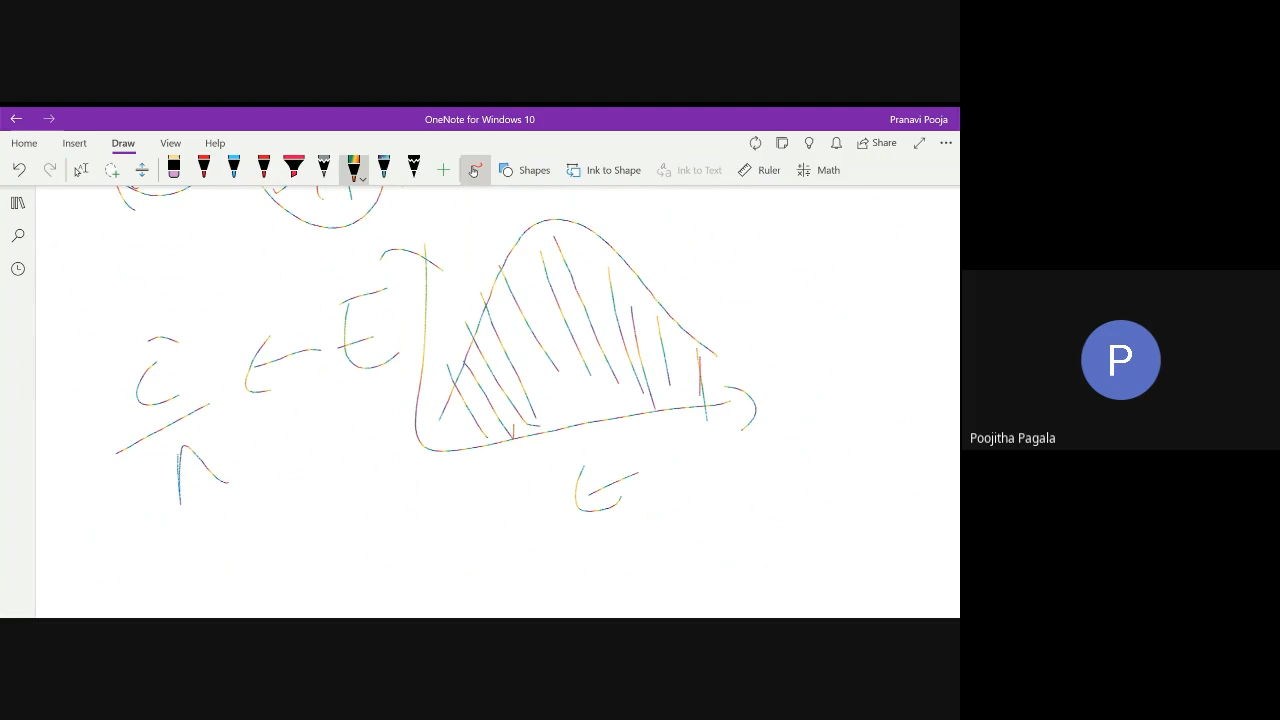 OneNote for Windows 10
Pranavi Pooja
Home Insert Draw View Help
Share
Shapes Ink to Shape Ink to Text Ruler Math
E
P
Poojitha Pagala